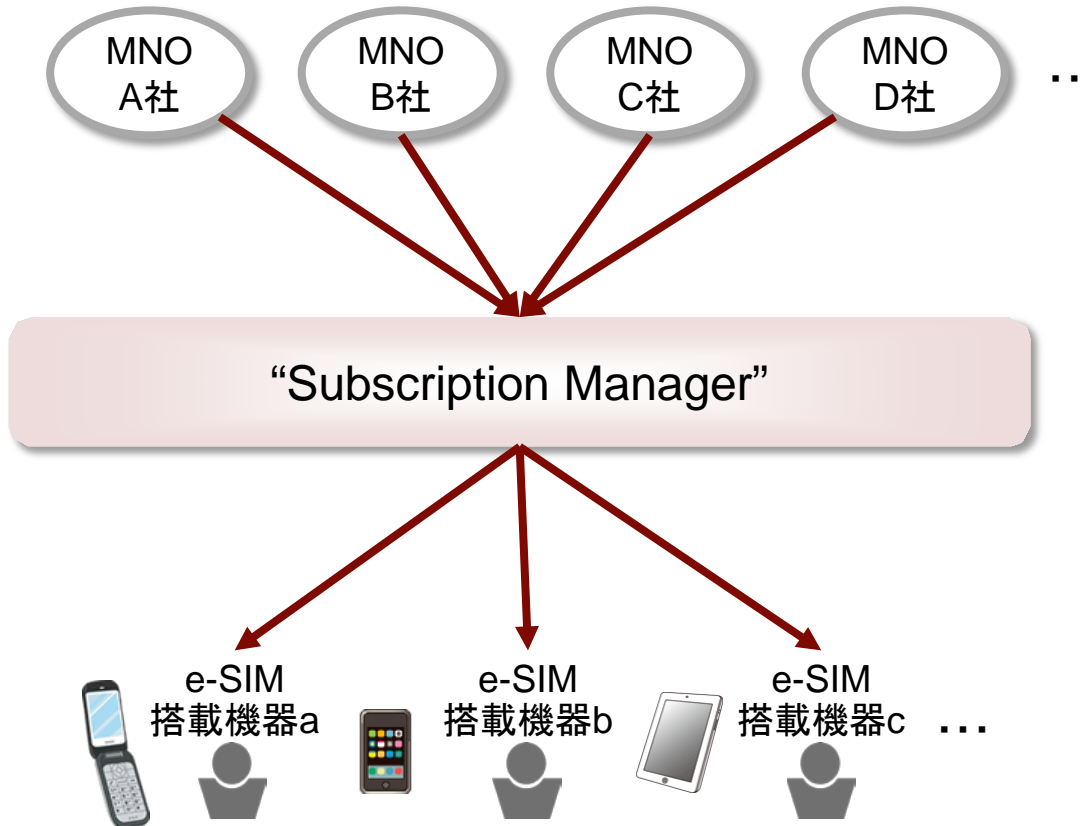 MNO
A社
MNO
B社
MNO
C社
MNO
D社
‥
“Subscription Manager”
e-SIM
搭載機器a
e-SIM
搭載機器b
e-SIM
搭載機器c
…